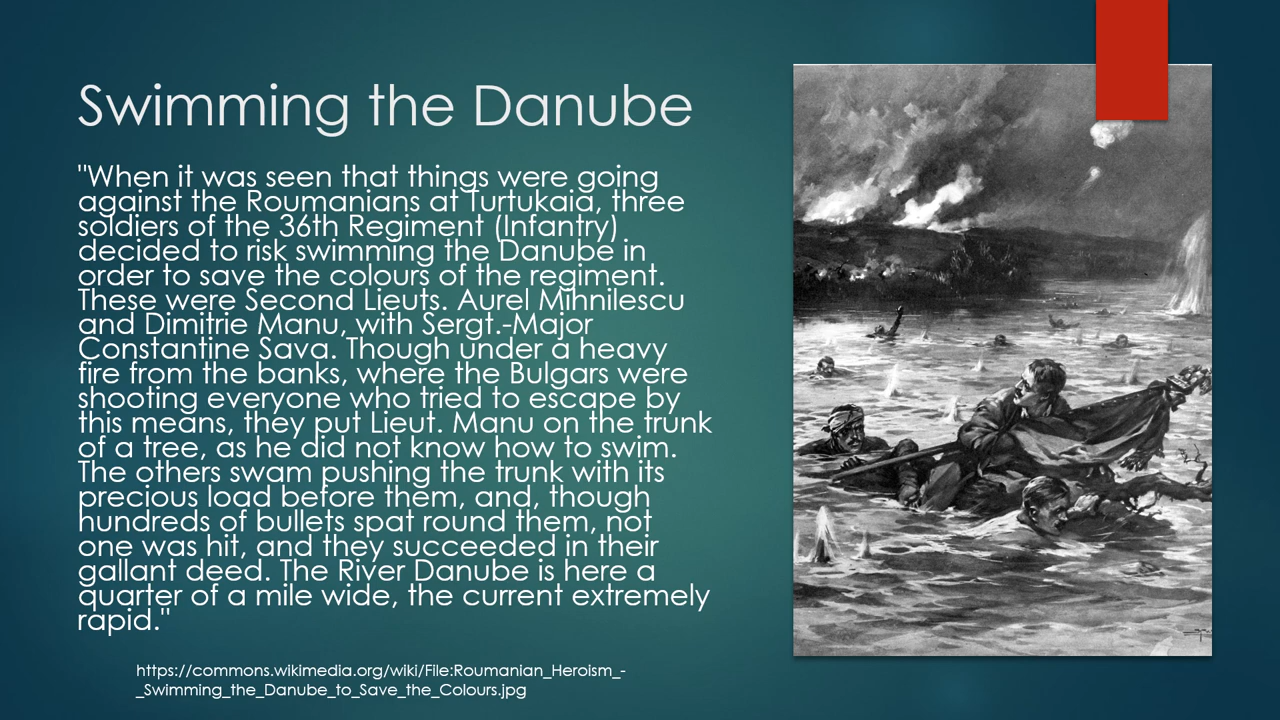 Swimming the Danube
"When it was seen that things were going
against the Roumanians at Turtukaia, three
soldiers of the 36th Regiment (Infantry)
decided to risk swimming the Danube in
order to save the colours of the regiment.
These were Second Lieuts. Aurel Mihnilescu
and Dimitrie Manu, with Sergt.-Major
Constantine Sava. Though under a heavy
fire from the banks, where the Bulgars were
shooting everyone who tried to escape by
this means, they put Lieut. Manu on the trunk
of a tree, as he did not know how to swim.
The others swam pushing the trunk with its
precious load before them, and, though
hundreds of bullets spat round them, not
one was hit, and they succeeded in their
gallant deed. The River Danube is here a
quarter of a mile wide, the current extremely
rapid."
https://commons.wikimedia.org/wiki/File:Roumanian_Heroism_-
_Swimming_the_Danube_to_Save_the_Colours.jpg